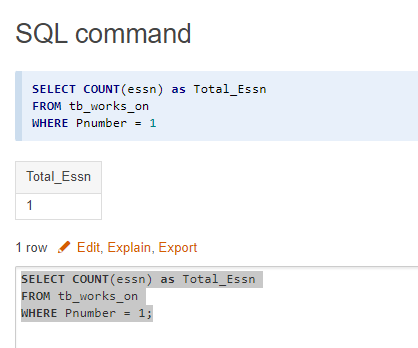 SQL command
SELECT COUNT(essn) as Total_Essn
FROM tb_works_on
WHERE Pnumber = 1
Total_Essn
1
1 row Edit, Explain, Export
SELECT COUNT(essn) as Total_Essn
FROM tb_works_on
WHERE Pnumber = 1;